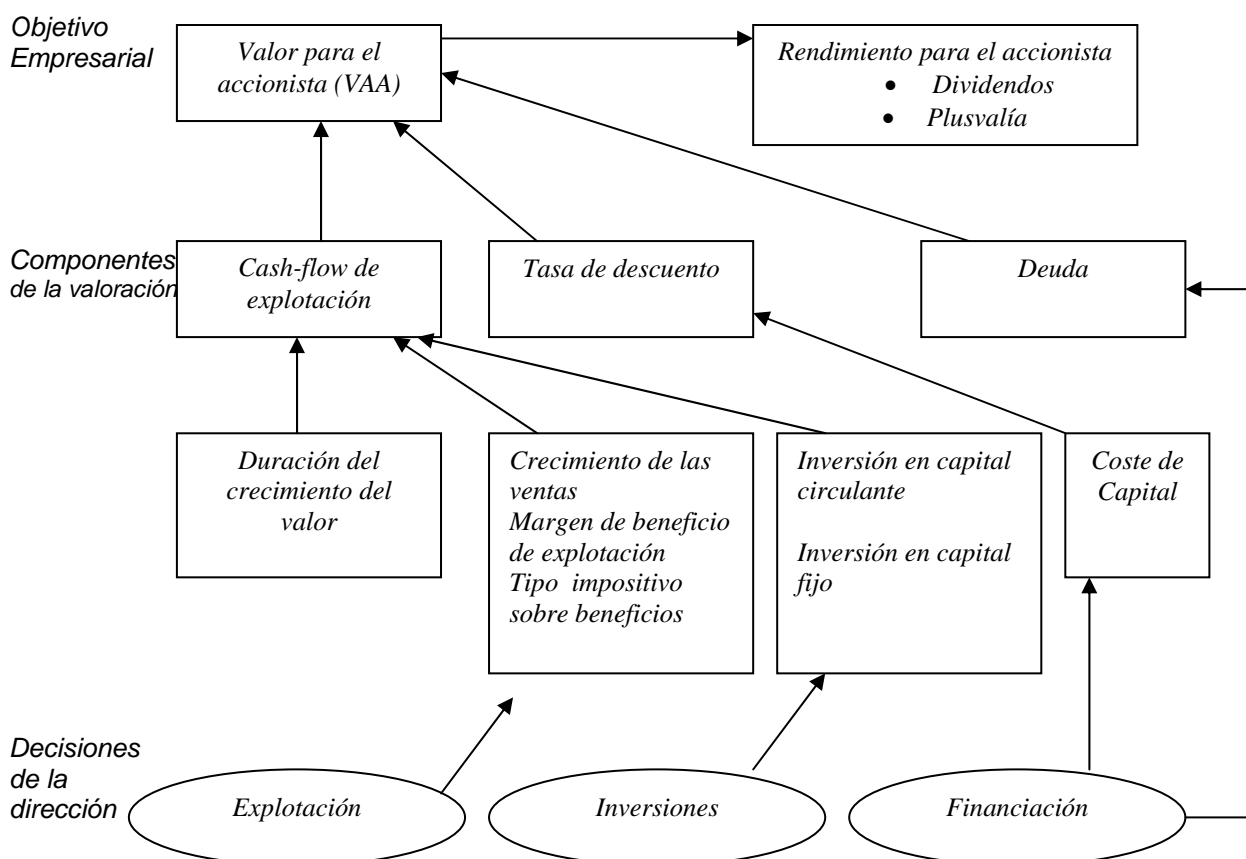 Objetivo
Empresarial
Valor para el
accionista (VAA)
Rendimiento para el accionista
• Dividendos
• Plusvalía
Componentes
de la valoración
Cash-flow de
explotación
Tasa de descuento
Deuda
Duración del
crecimiento del
valor
Crecimiento de las
ventas
Margen de beneficio
de explotación
Tipo impositivo
sobre beneficios
Inversión en capital
circulante
Inversión en capital
fijo
Coste de
Capital
Decisiones
de la
dirección
Explotación
Inversiones
Financiación